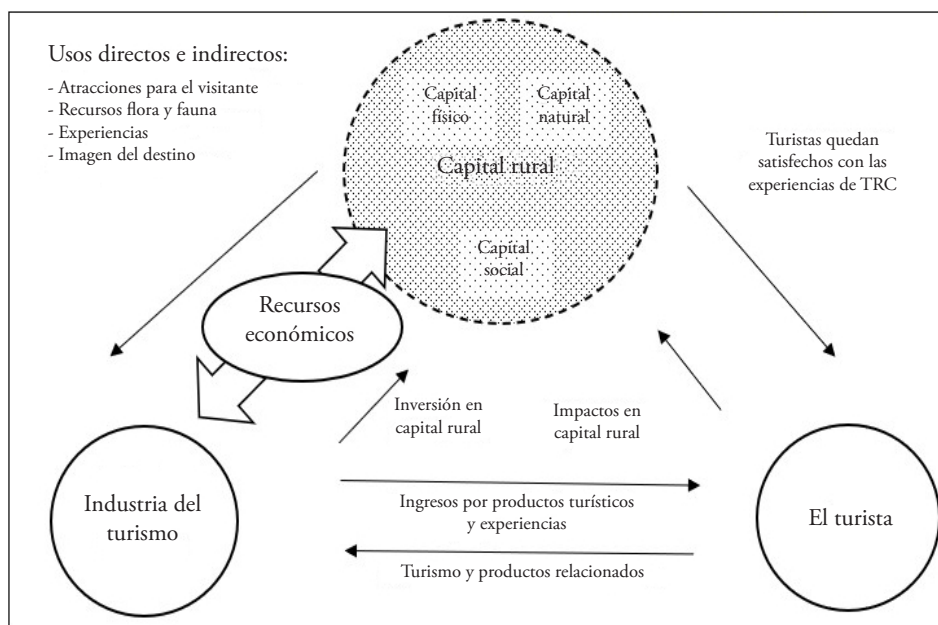 Usos directos e indirectos:
- Atracciones para el visitante
- Recursos flora y fauna
- Experiencias
- Imagen del destino
Capital
físico
Capital
natural
Capital rural
Capital
social
Turistas quedan
satisfechos con las
experiencias de TRC
Recursos
económicos
Inversión en
capital rural
Impactos en
capital rural
Industria del
turismo
Ingresos por productos turísticos
y experiencias
Turismo y productos relacionados
El turista